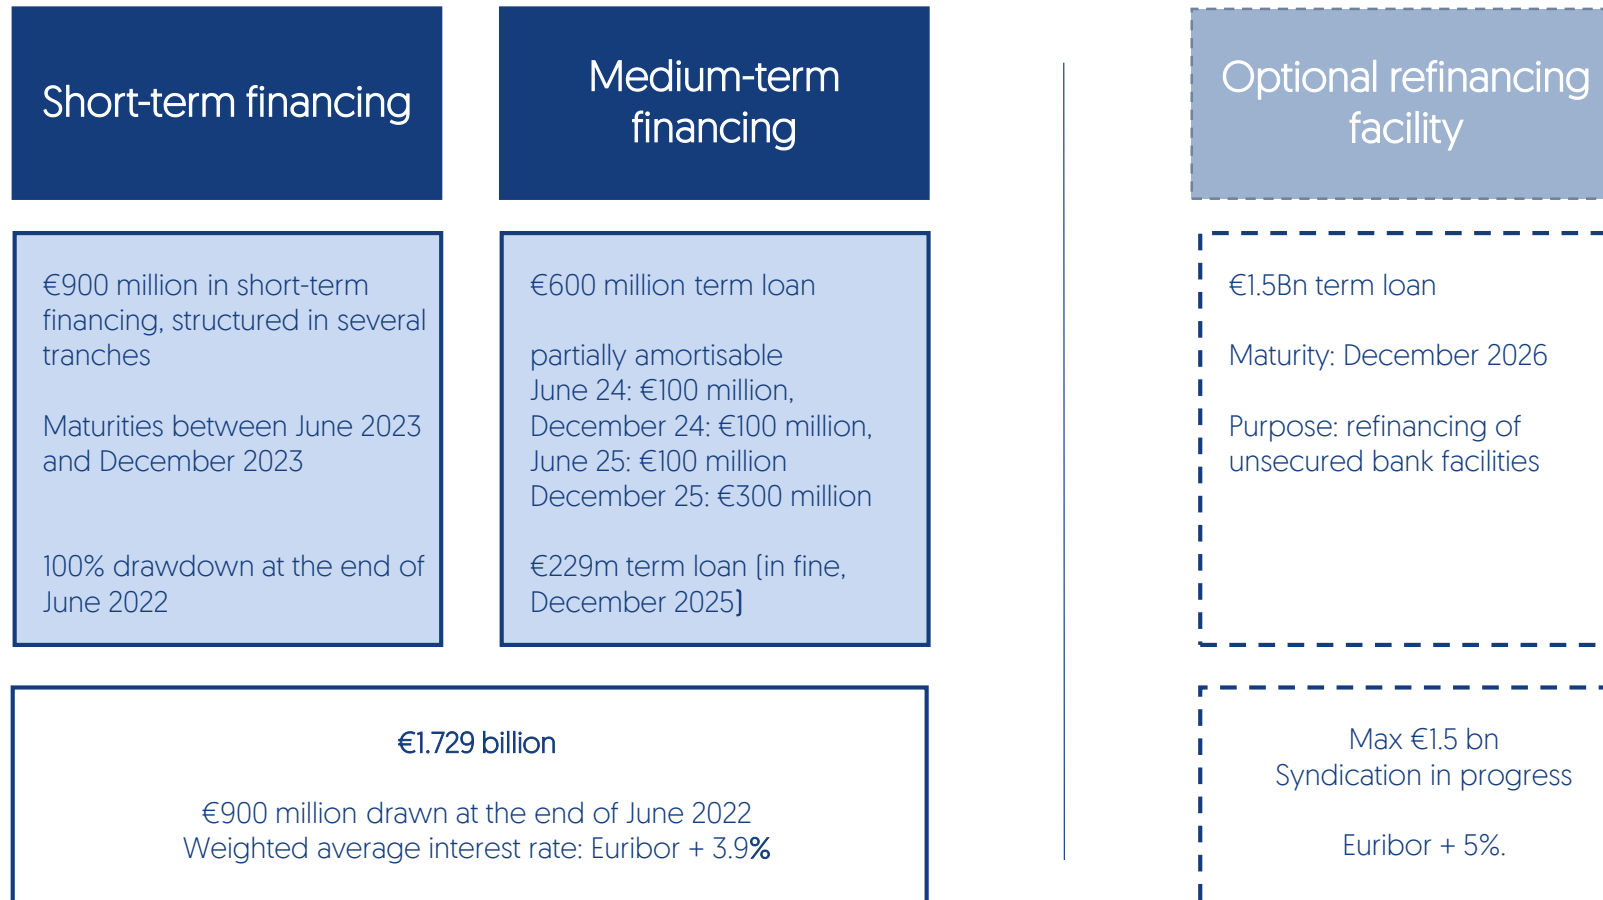 Short-term financing
Medium-term
financing
Optional refinancing
facility
€900 million in short-term
financing, structured in several
tranches
Maturities between June 2023
and December 2023
100% drawdown at the end of
June 2022
€600 million term loan
partially amortisable
June 24: €100 million,
December 24: €100 million,
June 25: €100 million
December 25: €300 million
€229m term loan (in fine,
December 2025)
€1.5Bn term loan
Maturity: December 2026
Purpose: refinancing of
unsecured bank facilities
€1.729 billion
€900 million drawn at the end of June 2022
Weighted average interest rate: Euribor + 3.9%
Max €1.5 bn
Syndication in progress
Euribor + 5%.